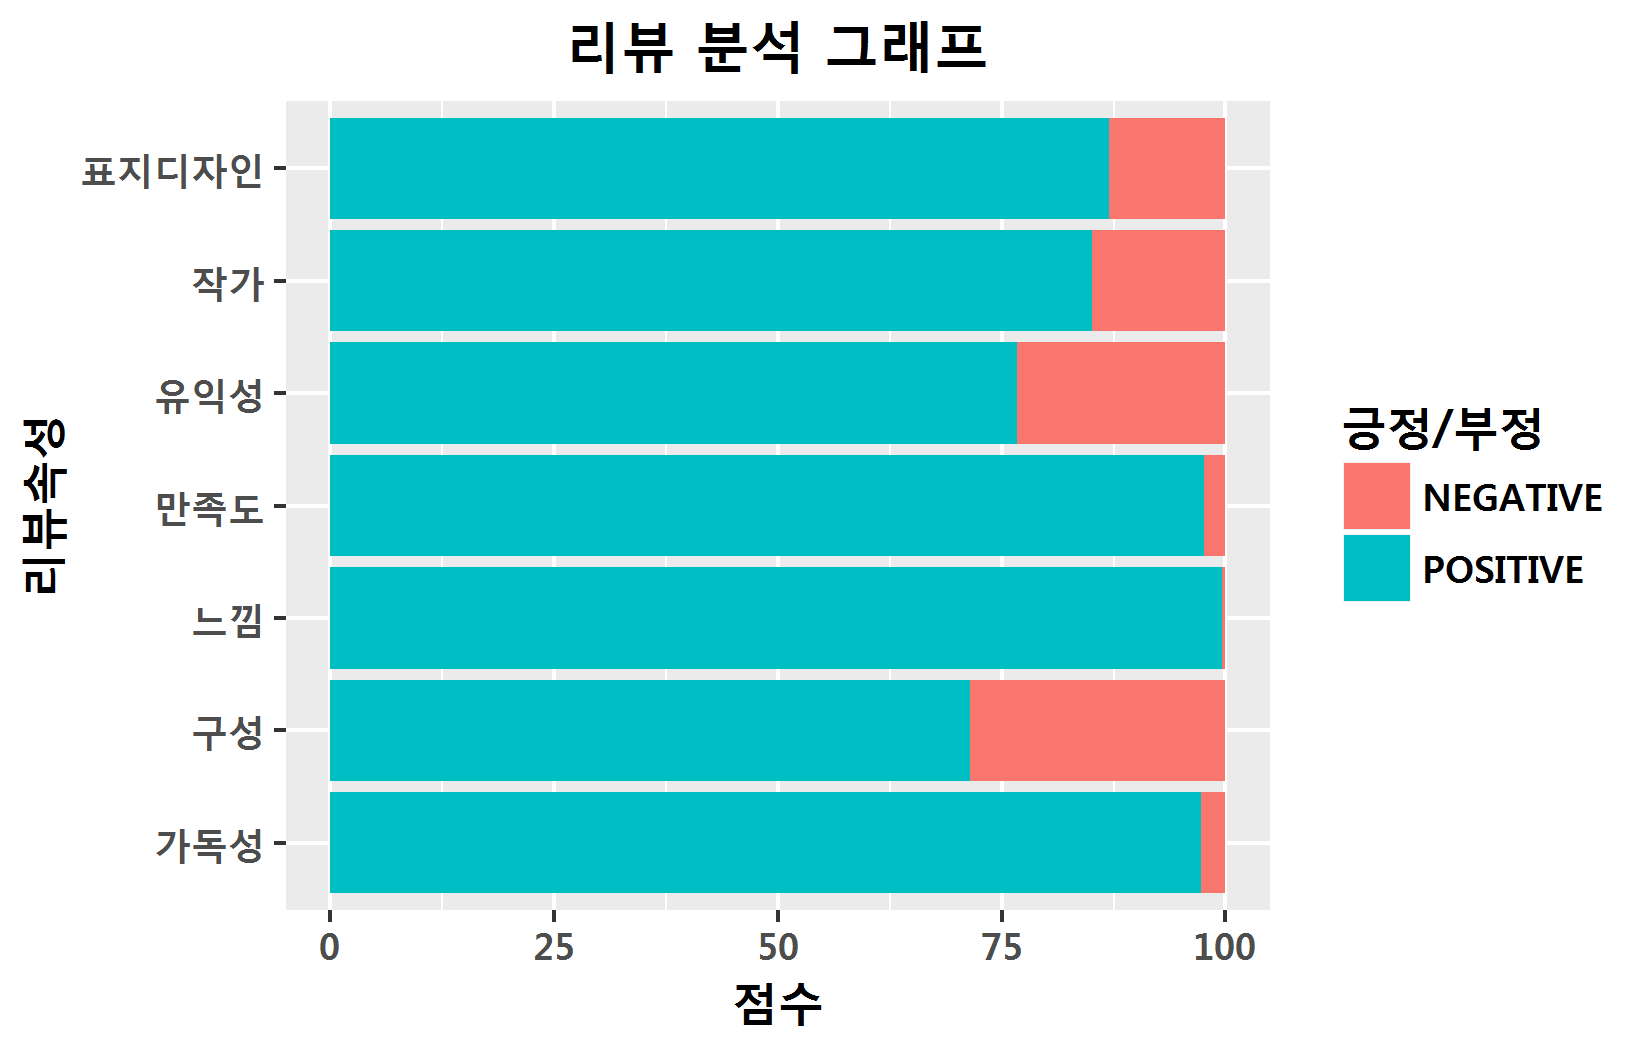 리뷰 분석 그래프
리뷰속성
표지디자인
작가
유익성
만족도
느낌
구성
가독성
0 25 50 75 100
점수
긍정/부정
NEGATIVE
POSITIVE